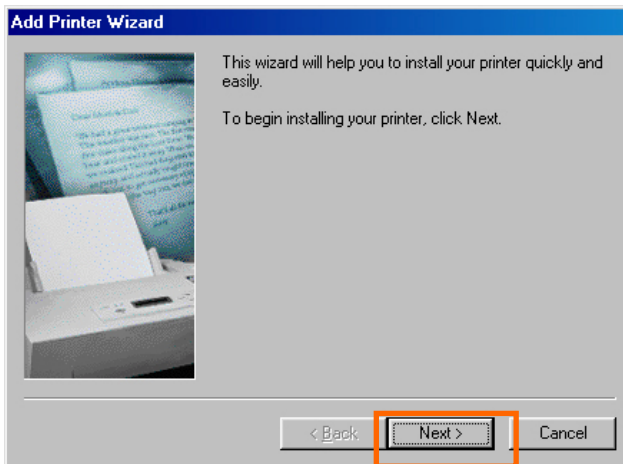 Add Printer Wizard
This wizard will help you to install your printer quickly and
easily.
To begin installing your printer, click Next.
< Back
Next >
Cancel